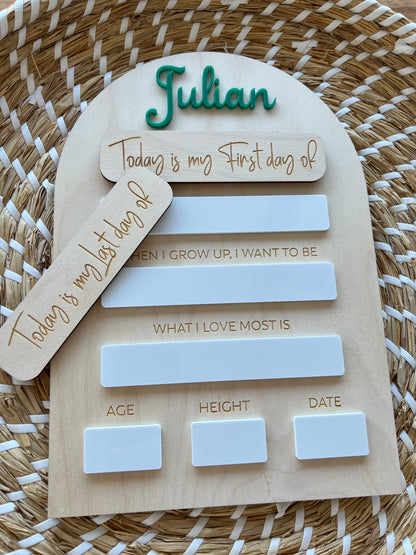 Julian
Today is my First day of
Today is my Last day of
WHEN I GROW UP, I WANT TO BE
WHAT I LOVE MOST IS
AGE HEIGHT DATE